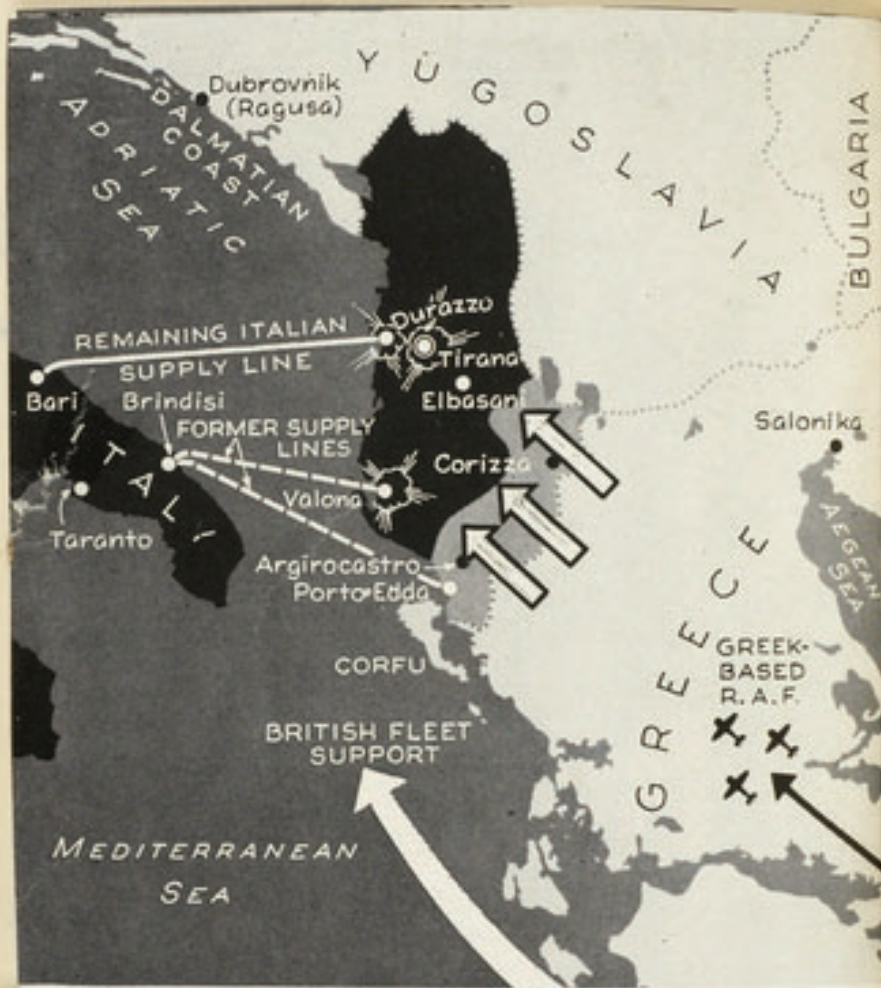 YUGOSLAVIA
Dubrovnik
(Ragusa)
DALMATIAN
COAST
ADRIATIC
SEA
BULGARIA
Durazzo
REMAINING ITALIAN
SUPPLY LINE
Tirana
Elbasani
Bari
Brindisi
FORMER SUPPLY
LINES
Salonika
Corizza
ITALY
Valona
Taranto
AEGEAN
SEA
Argirocastro
Porto Edda
GREECE
GREEK-
BASED
R.A.F.
CORFU
BRITISH FLEET
SUPPORT
MEDITERRANEAN
SEA